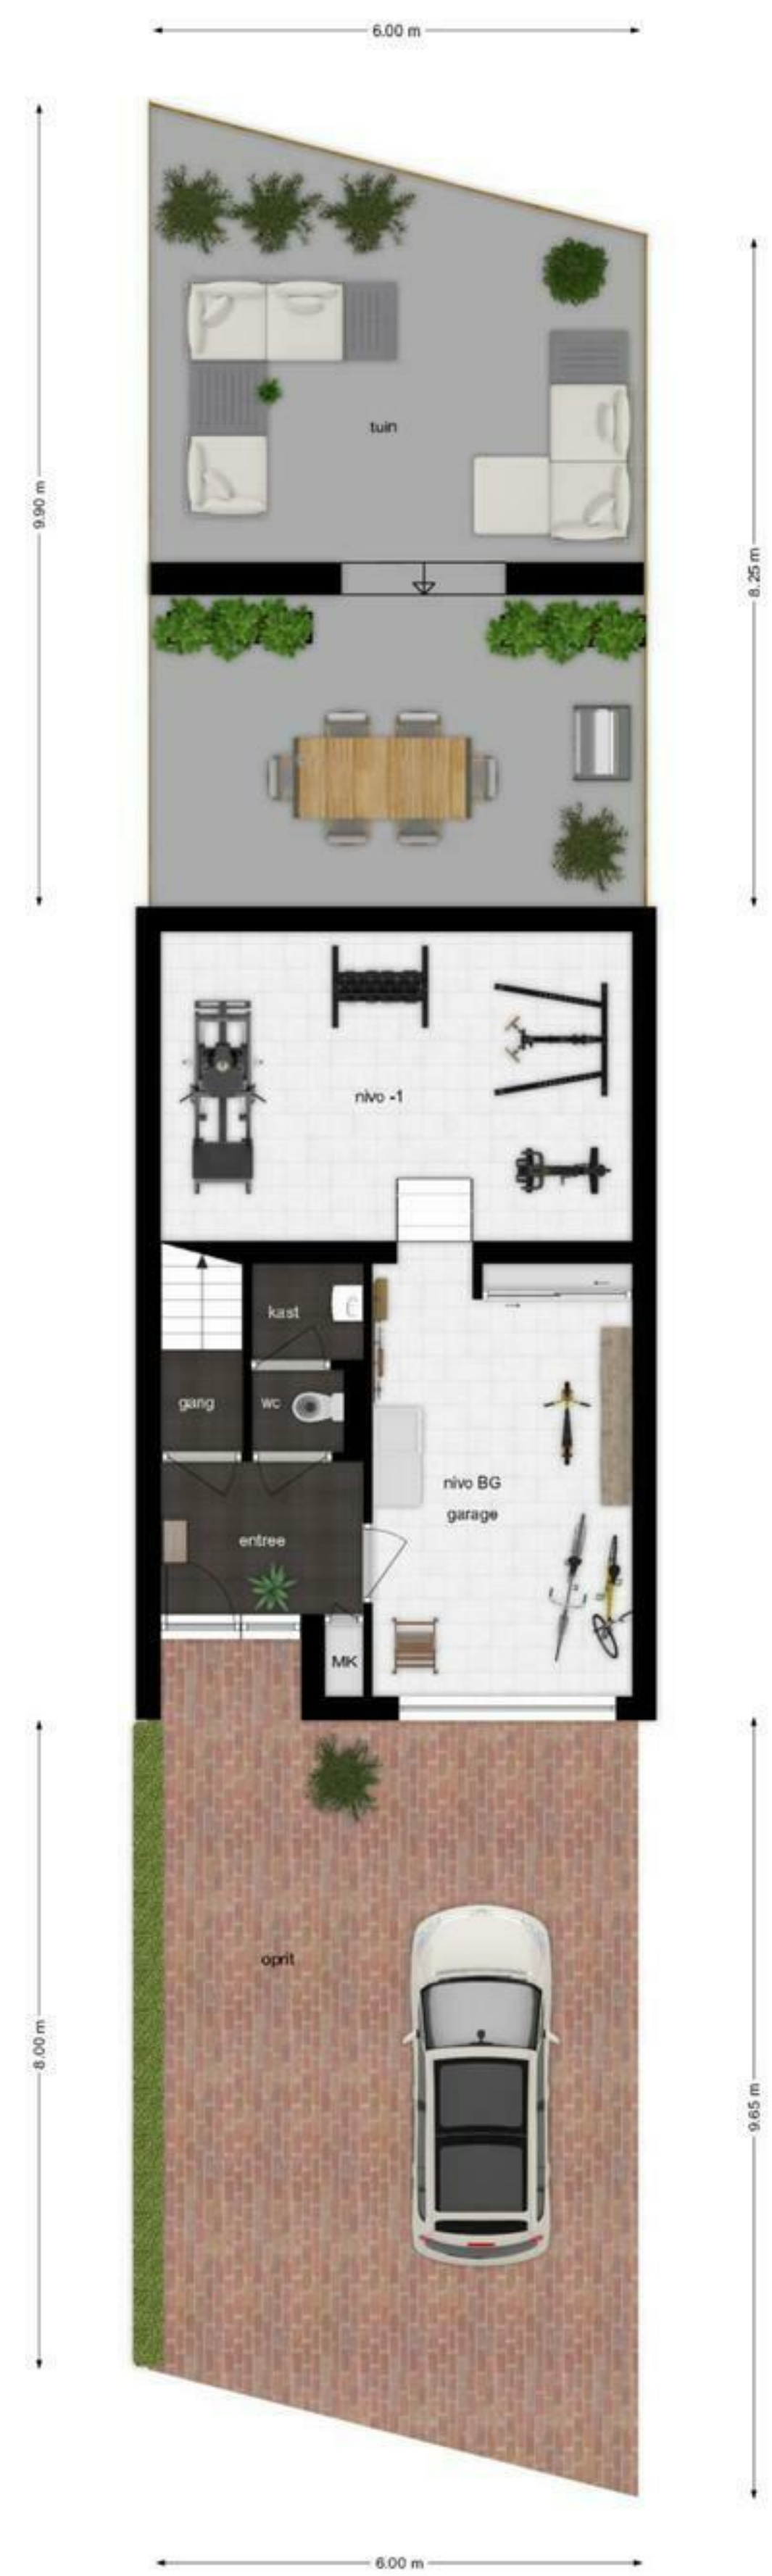 6.00 m
9.90 m
8.25 m
tuin
nivo -1
kast
gang
wc
nivo BG
garage
entree
MK
oprit
8.00 m
9.65 m
6.00 m